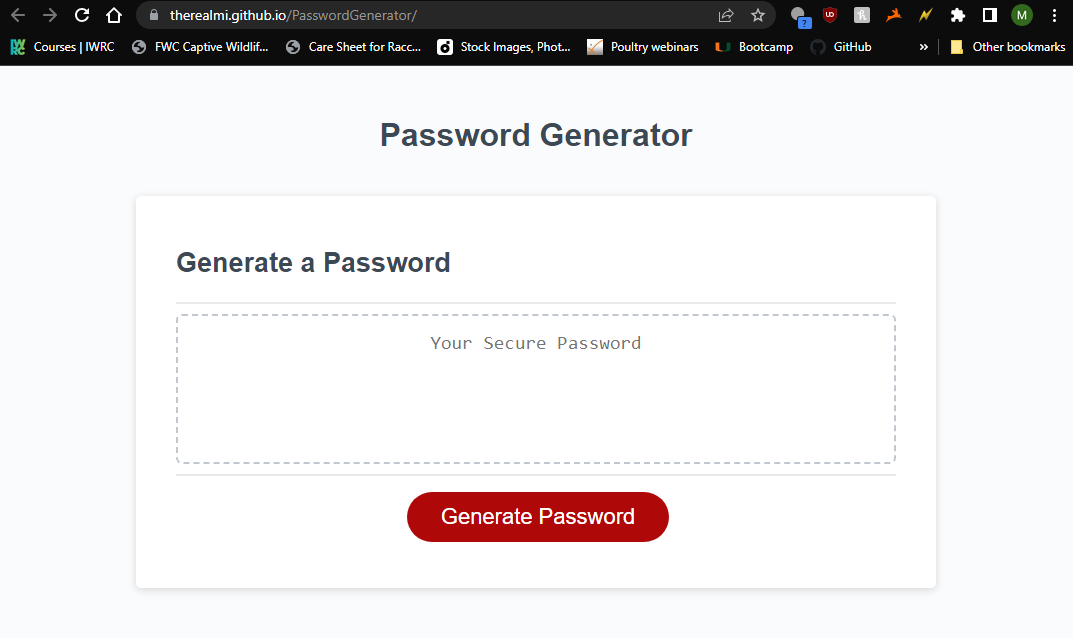 therealmi.github.io/PasswordGenerator/
UD
?
M
Courses | IWRC
FWC Captive Wildlif...
Care Sheet for Racc...
Stock Images, Phot...
Poultry webinars
Bootcamp
GitHub
»
Other bookmarks
Password Generator
Generate a Password
Your Secure Password
Generate Password